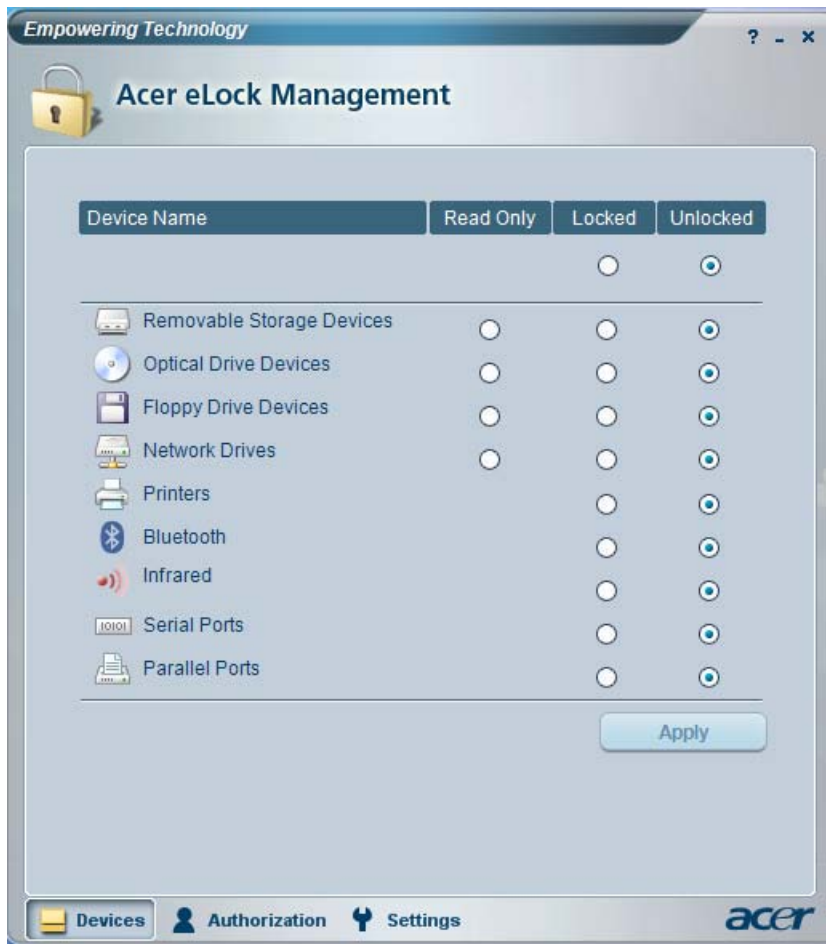 Empowering Technology
? - x
Acer eLock Management
Device Name Read Only Locked Unlocked
Removable Storage Devices
Optical Drive Devices
Floppy Drive Devices
Network Drives
Printers
Bluetooth
Infrared
10101 Serial Ports
Parallel Ports
Apply
Devices Authorization Settings acer